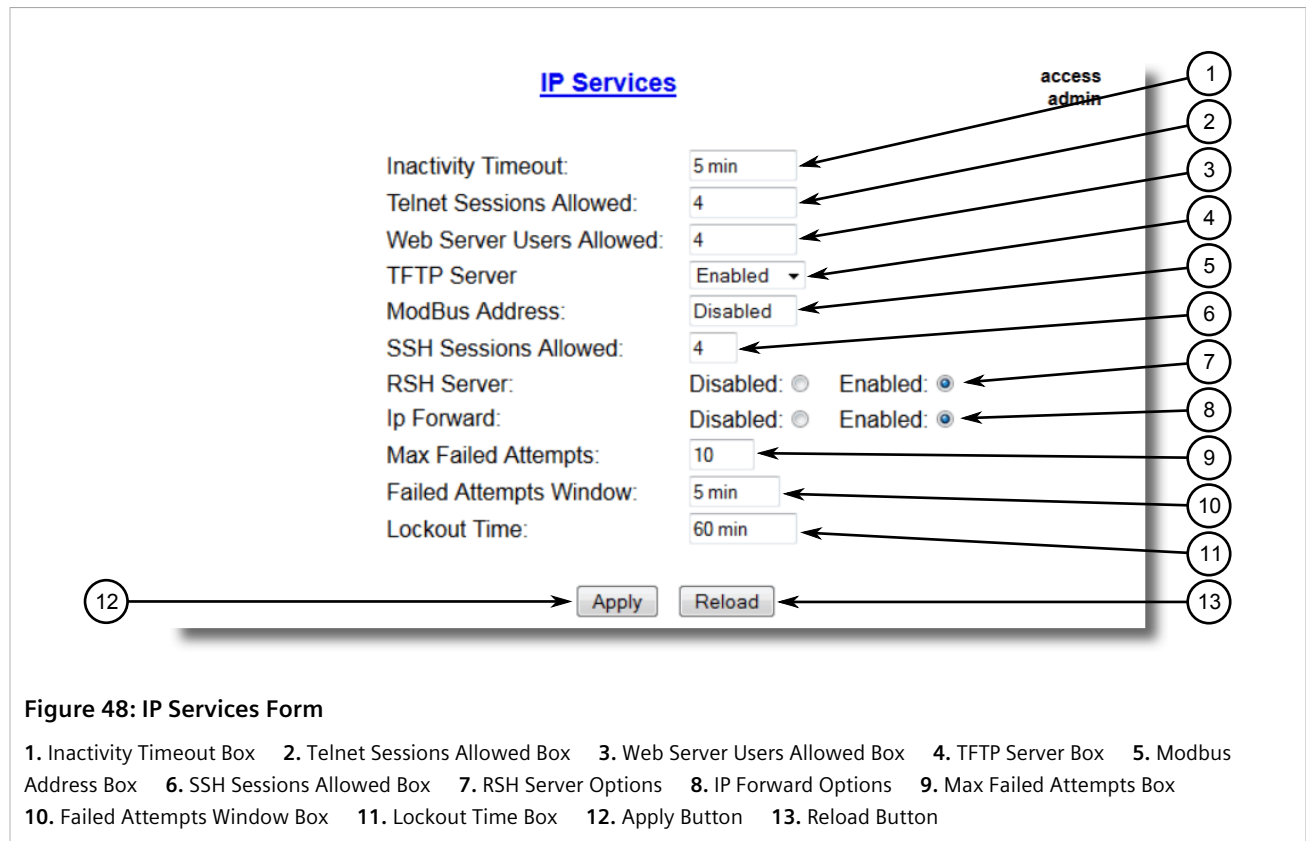 IP Services
access
admin
1
2
Inactivity Timeout: 5 min
Telnet Sessions Allowed: 4
3
Web Server Users Allowed: 4
4
TFTP Server Enabled
5
ModBus Address: Disabled
6
SSH Sessions Allowed: 4
7
RSH Server: Disabled: Enabled:
8
Ip Forward: Disabled: Enabled:
9
Max Failed Attempts: 10
10
Failed Attempts Window: 5 min
Lockout Time: 60 min
11
12 Apply Reload 13
Figure 48: IP Services Form
1. Inactivity Timeout Box 2. Telnet Sessions Allowed Box 3. Web Server Users Allowed Box 4. TFTP Server Box 5. Modbus
Address Box 6. SSH Sessions Allowed Box 7. RSH Server Options 8. IP Forward Options 9. Max Failed Attempts Box
10. Failed Attempts Window Box 11. Lockout Time Box 12. Apply Button 13. Reload Button